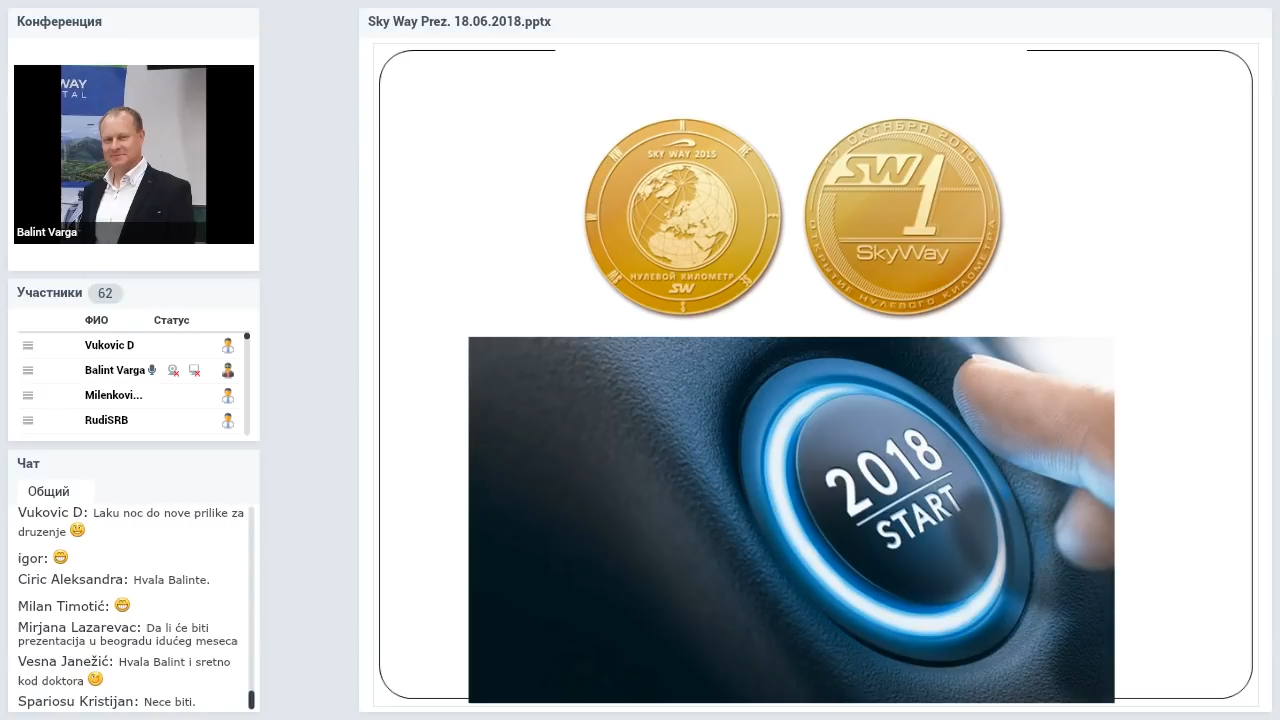 Конференция
WAY
TAL
Balint Varga
Участники 62
ФИО Статус
Vukovic D
Balint Varga
Milenkovi...
RudiSRB
Чат
Общий
Vukovic D: Laku noc do nove prilike za
druzenje
igor:
Ciric Aleksandra: Hvala Balinte.
Milan Timotić:
Mirjana Lazarevac: Da li će biti
prezentacija u beogradu idućeg meseca
Vesna Janežić: Hvala Balint i sretno
kod doktora
Spariosu Kristijan: Nece biti.
Sky Way Prez. 18.06.2018.pptx
N
NE
E
S
W
SKY WAY 2015
НУЛЕВОЙ КИЛОМЕТР
SW
17 ОКТЯБРЯ 2015
SW
1
SkyWay
ОТКРЫТИЕ НУЛЕВОГО КИЛОМЕТРА
2018
START